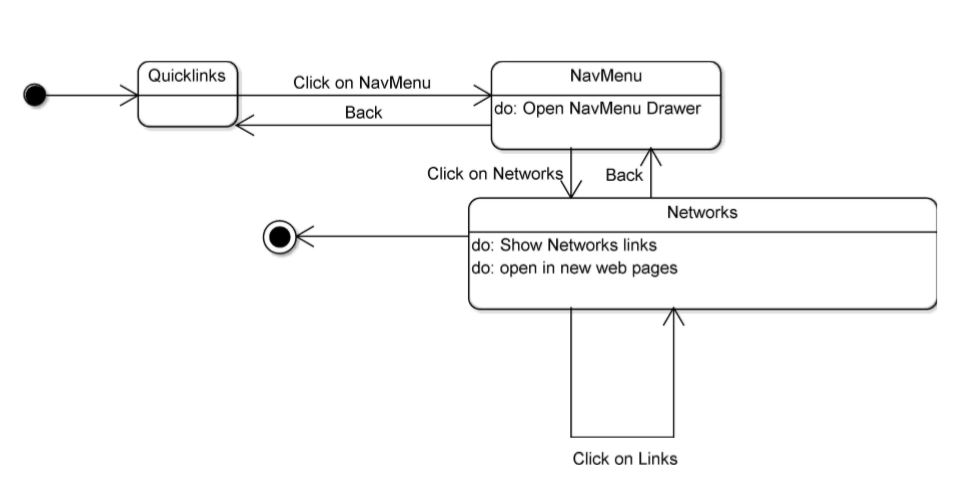 Quicklinks
Click on NavMenu
Back
NavMenu
do: Open NavMenu Drawer
Click on Networks
Back
Networks
do: Show Networks links
do: open in new web pages
Click on Links